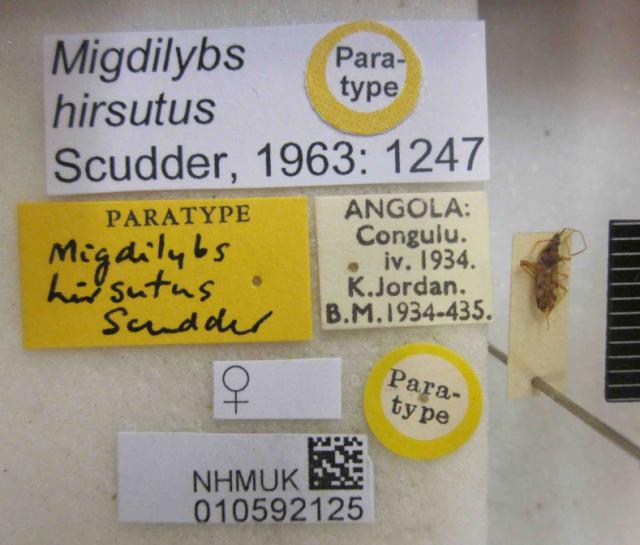 Migdilybs
hirsutus
Scudder, 1963: 1247
Para-
type
PARATYPE
Migdilybs
hirsutus
Scudder
ANGOLA:
Congulu.
iv. 1934.
K.Jordan.
B.M.1934-435.
♀
Para-
type
NHMUK
010592125